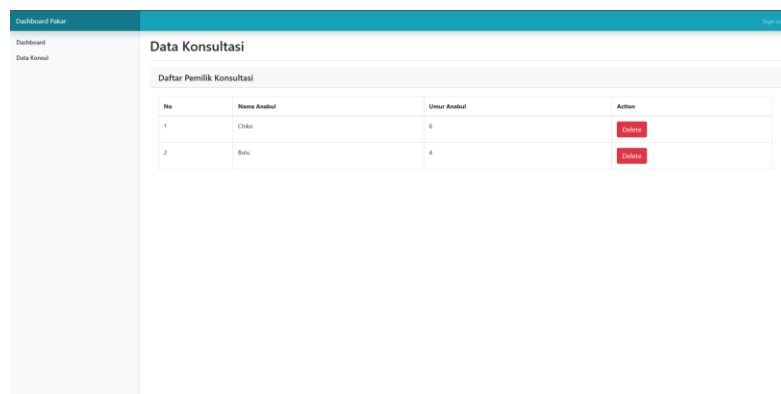 Dashboard Pakar
Dashboard
Data Konsul
Data Konsultasi
Daftar Pemilik Konsultasi
No Nama Anabul Umur Anabul Action
1 Chiko 6 Delete
2 Bolu 4 Delete